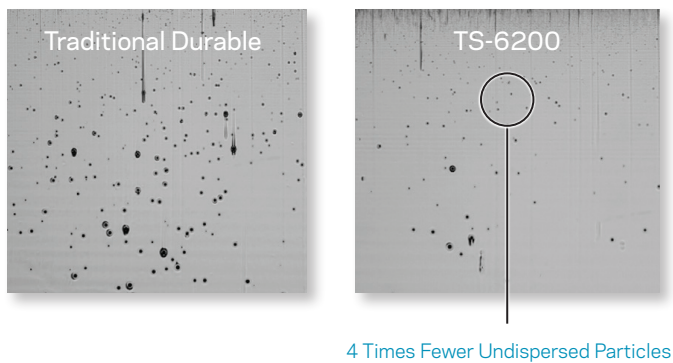 Traditional Durable
TS-6200
4 Times Fewer Undispersed Particles